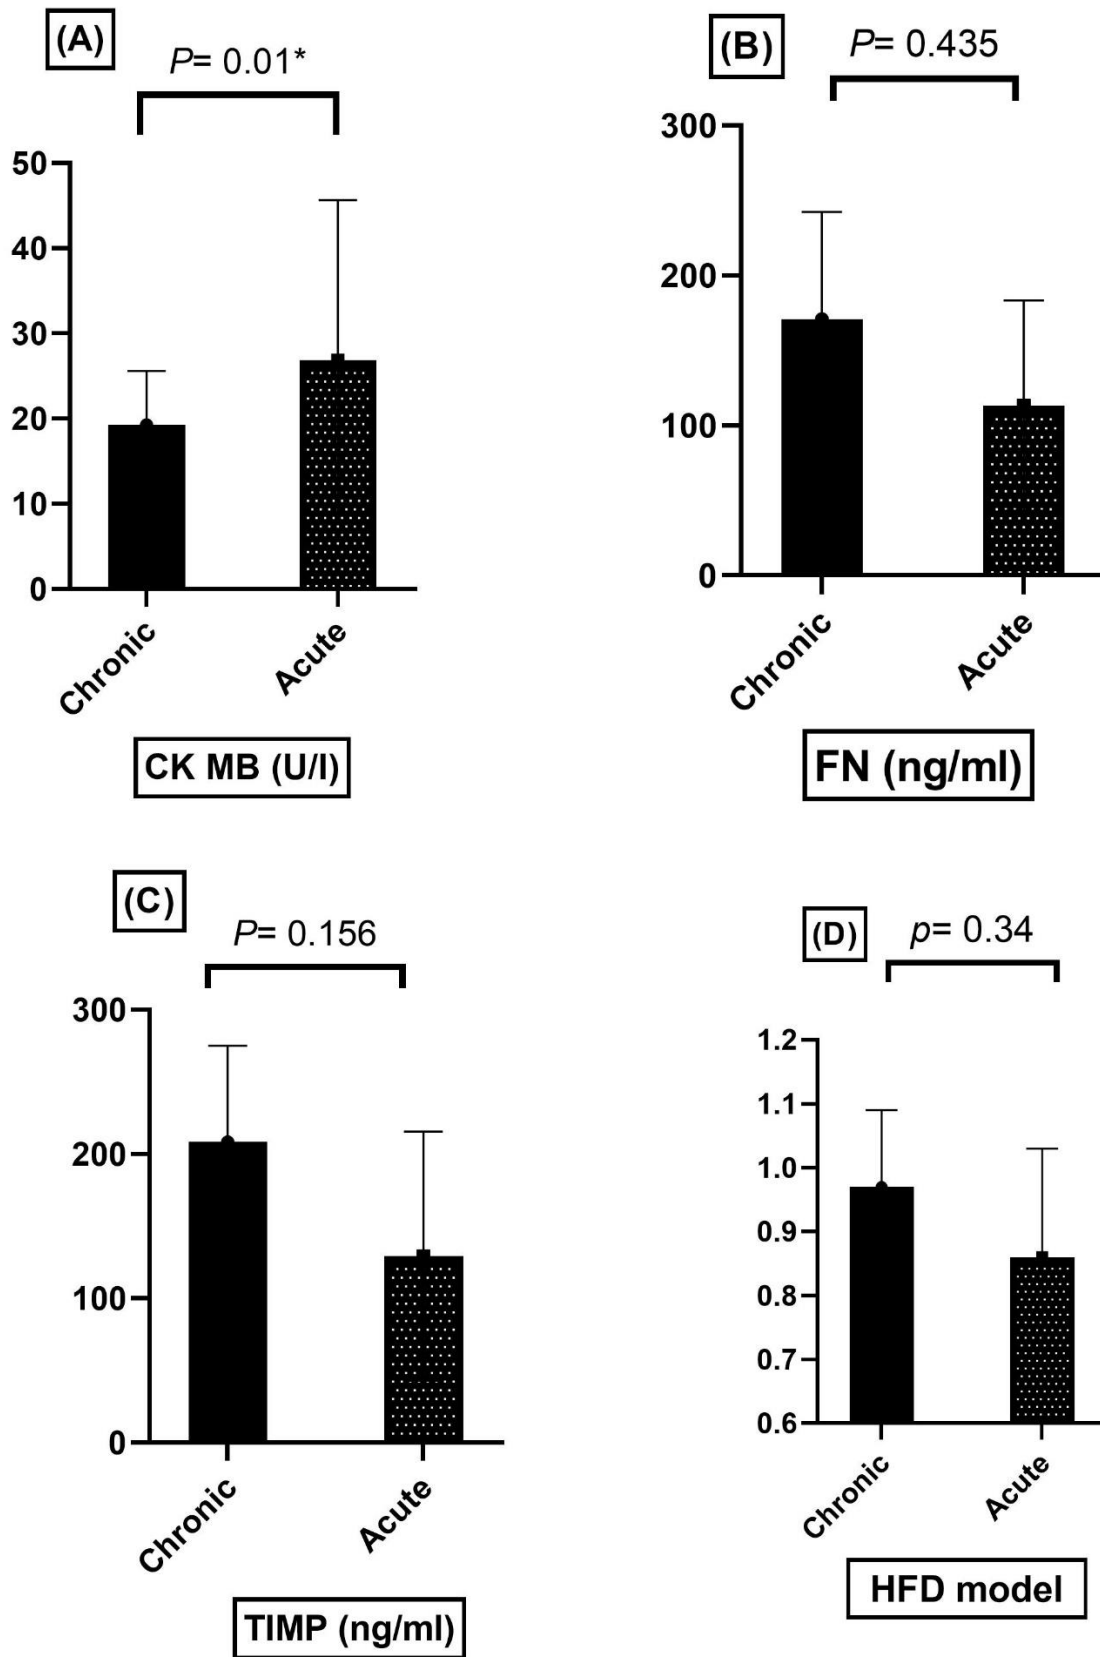 (A)
P= 0.01*
50
40
30
20
10
0
Chronic
Acute
CK MB (U/l)
(B)
P= 0.435
300
200
100
0
Chronic
Acute
FN (ng/ml)
(C)
P= 0.156
300
200
100
0
Chronic
Acute
TIMP (ng/ml)
(D)
p= 0.34
1.2
1.1
1.0
0.9
0.8
0.7
0.6
Chronic
Acute
HFD model